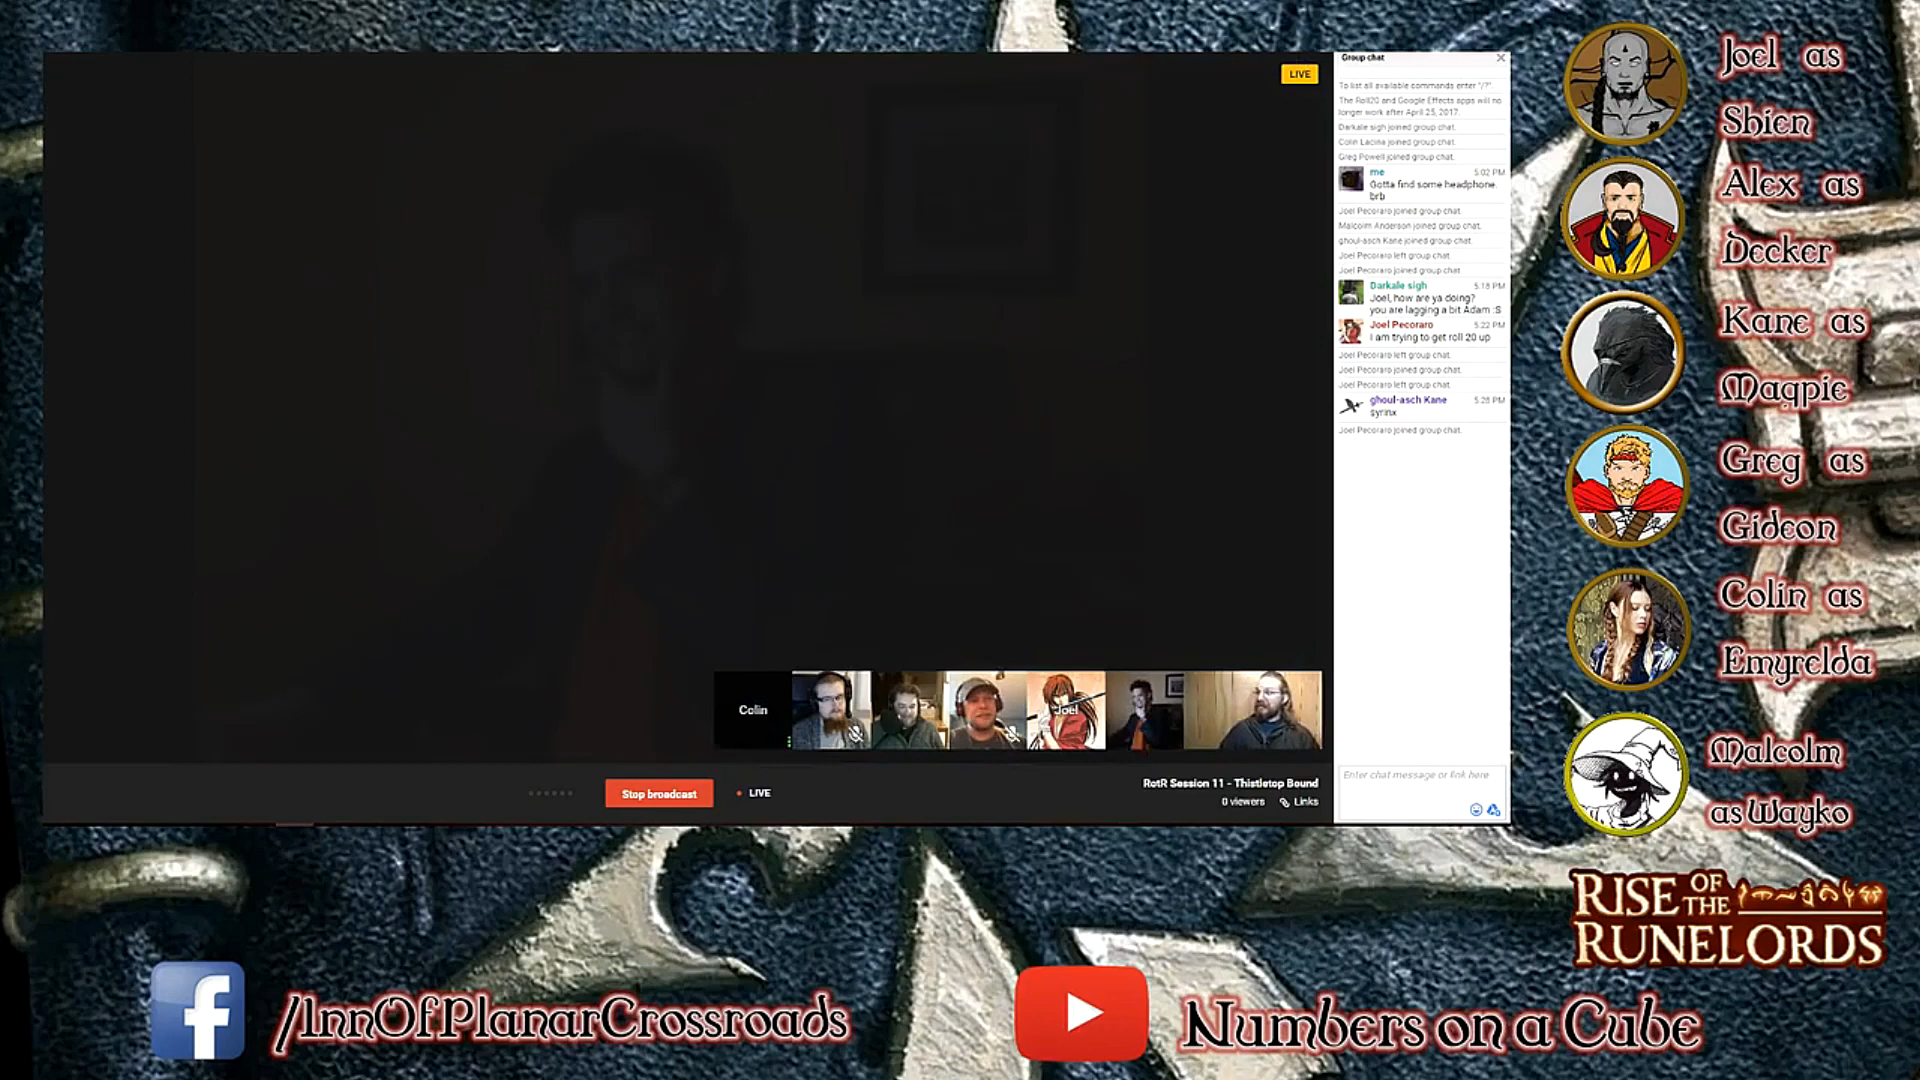 LIVE
Group chat
To list all available commands enter "/?"
The Roll20 and Google Effects apps will no
longer work after April 25, 2017.
Darkale sigh joined group chat.
Colin Lacina joined group chat.
Greg Powell joined group chat.
me 5:02 PM
Gotta find some headphone.
brb
Joel Pecoraro joined group chat.
Malcolm Anderson joined group chat.
ghoul-asch Kane joined group chat.
Joel Pecoraro left group chat.
Joel Pecoraro joined group chat
Darkale sigh 5:18 PM
Joel, how are ya doing?
you are lagging a bit Adam :S
Joel Pecoraro 5:22 PM
I am trying to get roll 20 up
Joel Pecoraro left group chat.
Joel Pecoraro joined group chat.
Joel Pecoraro left group chat.
ghoul-asch Kane 5:28 PM
syrinx
Joel Pecoraro joined group chat.
Enter chat message or link here
Colin
Joel
Stop broadcast
LIVE
RotR Session 11 - Thistletop Bound
0 viewers Links
Joel as
Shien
Alex as
Decker
Kane as
Magpie
Greg as
Gideon
Colin as
Emyrelda
Malcolm
as Wayko
RISE OF THE
RUNELORDS
f /InnOfPlanarCrossroads
Numbers on a Cube